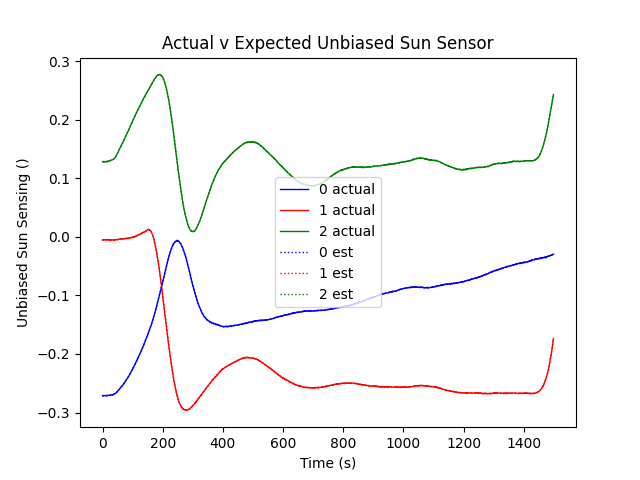 Actual v Expected Unbiased Sun Sensor
Unbiased Sun Sensing ()
0.3
0.2
0.1
0.0
−0.1
−0.2
−0.3
0 actual
1 actual
2 actual
0 est
1 est
2 est
0 200 400 600 800 1000 1200 1400
Time (s)